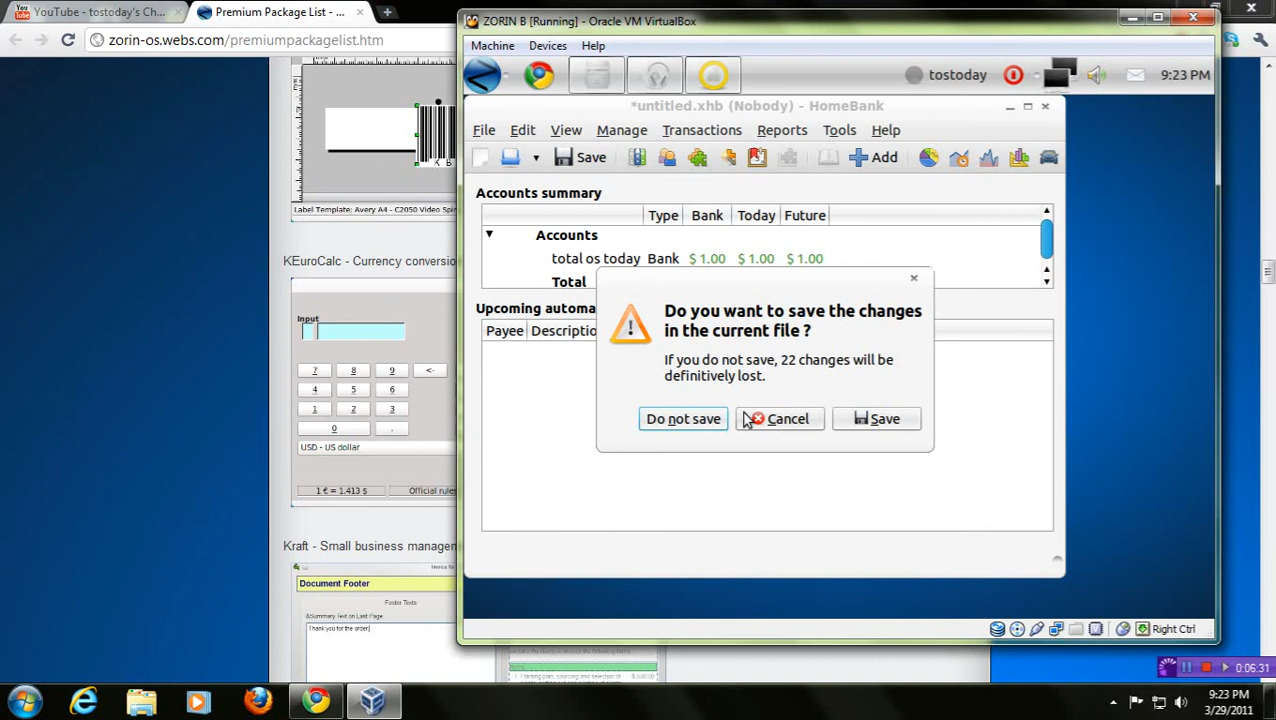 YouTube - tostoday's Ch...
Premium Package List - ...
zorin-os.webs.com/premiumpackagelist.htm
Label Template: Avery A4 - C2050 Video Spi
KEuroCalc - Currency conversio
Input
7 8 9 <-
4 5 6
1 2 3
0 .
USD - US dollar
1 € = 1.413 $ Official rules
Kraft - Small business managem
Document Footer
Footer Texts
&Summary Text on Last Page:
Thank you for the order.
ZORIN B [Running] - Oracle VM VirtualBox
Machine Devices Help
tostoday 9:23 PM
*untitled.xhb (Nobody) - HomeBank
File Edit View Manage Transactions Reports Tools Help
Save Add
Accounts summary
Type Bank Today Future
Accounts
total os today Bank $ 1.00 $ 1.00 $ 1.00
Total
Upcoming automa
Payee Descriptio
Do you want to save the changes
in the current file ?
If you do not save, 22 changes will be
definitively lost.
Do not save Cancel Save
Right Ctrl
0:06:31
9:23 PM
3/29/2011